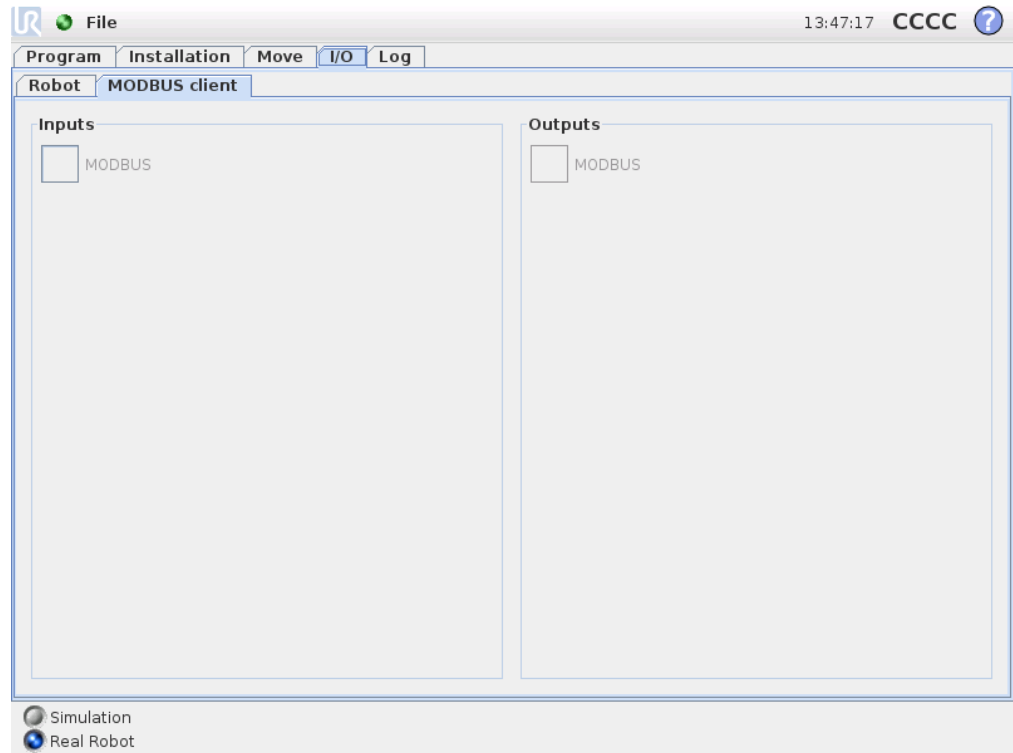 UR File 13:47:17 CCCC ?
Program Installation Move I/O Log
Robot MODBUS client
Inputs Outputs
MODBUS MODBUS
Simulation
Real Robot